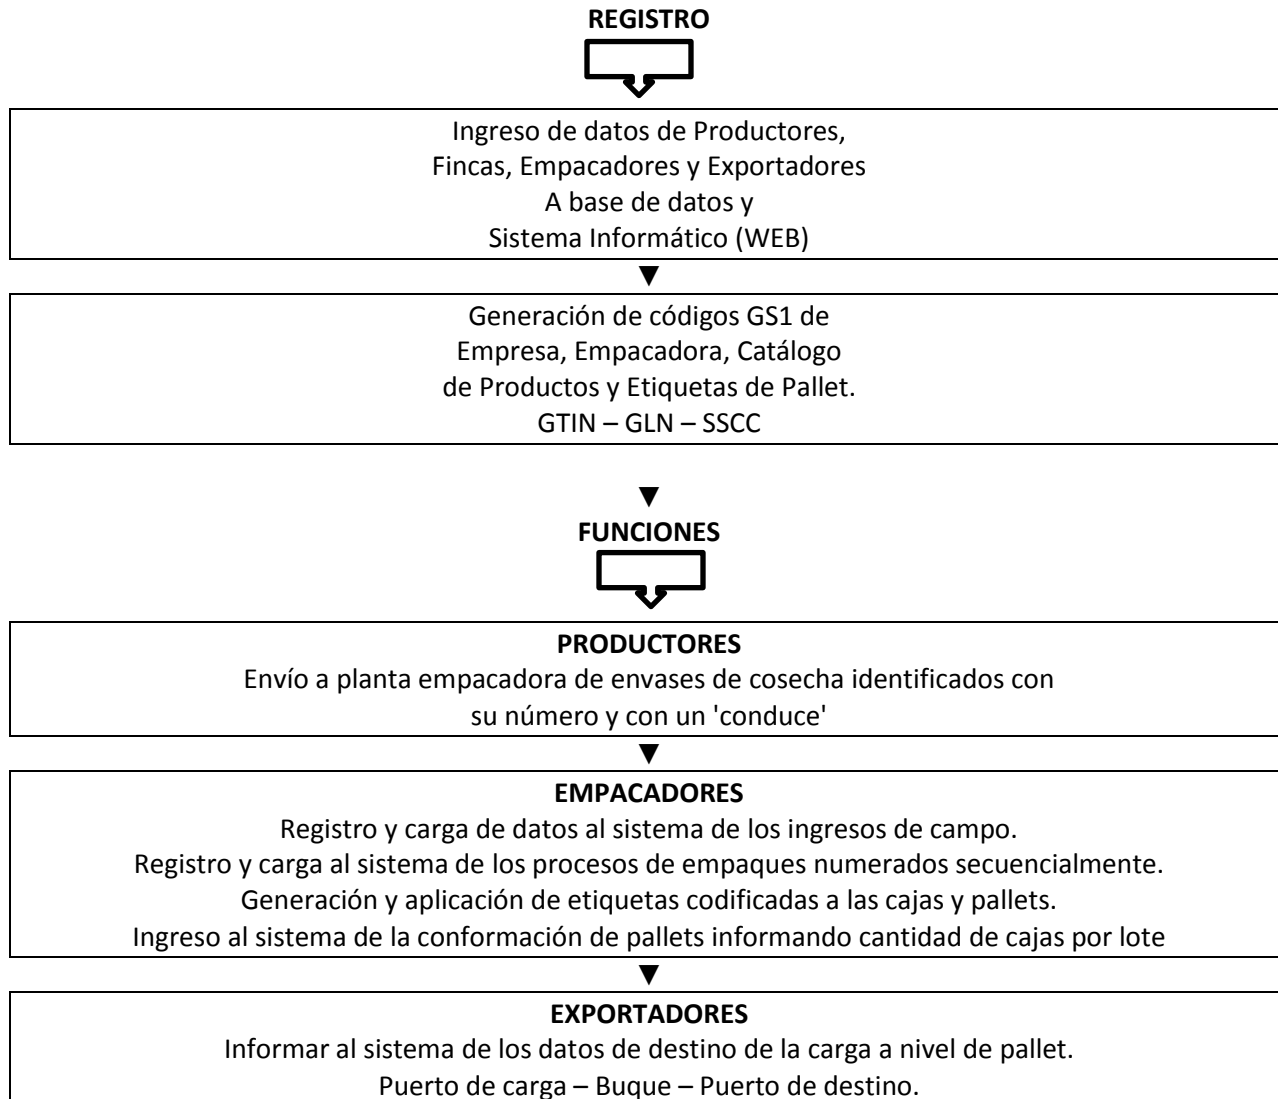 REGISTRO
Ingreso de datos de Productores,
Fincas, Empacadores y Exportadores
A base de datos y
Sistema Informático (WEB)
Generación de códigos GS1 de
Empresa, Empacadora, Catálogo
de Productos y Etiquetas de Pallet.
GTIN – GLN – SSCC
FUNCIONES
PRODUCTORES
Envío a planta empacadora de envases de cosecha identificados con
su número y con un 'conduce'
EMPACADORES
Registro y carga de datos al sistema de los ingresos de campo.
Registro y carga al sistema de los procesos de empaques numerados secuencialmente.
Generación y aplicación de etiquetas codificadas a las cajas y pallets.
Ingreso al sistema de la conformación de pallets informando cantidad de cajas por lote
EXPORTADORES
Informar al sistema de los datos de destino de la carga a nivel de pallet.
Puerto de carga – Buque – Puerto de destino.